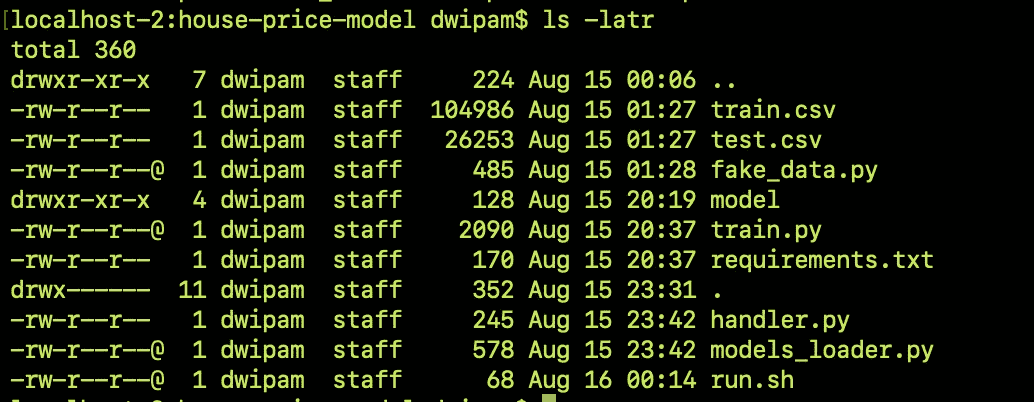 [localhost-2:house-price-model dwipam$ ls -latr
total 360
drwxr-xr-x   7 dwipam  staff     224 Aug 15 00:06 ..
-rw-r--r--   1 dwipam  staff  104986 Aug 15 01:27 train.csv
-rw-r--r--   1 dwipam  staff   26253 Aug 15 01:27 test.csv
-rw-r--r--@  1 dwipam  staff     485 Aug 15 01:28 fake_data.py
drwxr-xr-x   4 dwipam  staff     128 Aug 15 20:19 model
-rw-r--r--@  1 dwipam  staff    2090 Aug 15 20:37 train.py
-rw-r--r--   1 dwipam  staff     170 Aug 15 20:37 requirements.txt
drwx------  11 dwipam  staff     352 Aug 15 23:31 .
-rw-r--r--   1 dwipam  staff     245 Aug 15 23:42 handler.py
-rw-r--r--@  1 dwipam  staff     578 Aug 15 23:42 models_loader.py
-rw-r--r--@  1 dwipam  staff      68 Aug 16 00:14 run.sh